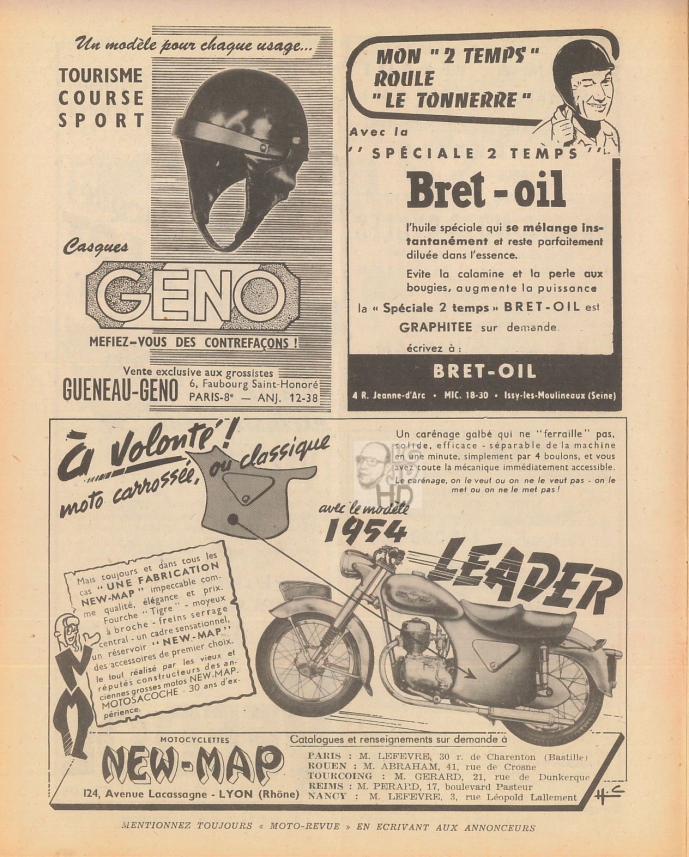 Un modèle pour chaque usage...
TOURISME
COURSE
SPORT
Casques
GENO
MEFIEZ-VOUS DES CONTREFAÇONS !
Vente exclusive aux grossistes
GUENEAU-GENO
6, Faubourg Saint-Honoré
PARIS-8e — ANJ. 12-38
MON "2 TEMPS"
ROULE
"LE TONNERRE"
Avec la
"SPÉCIALE 2 TEMPS"
Bret-oil
l'huile spéciale qui se mélange ins-
tantanément et reste parfaitement
diluée dans l'essence.
Evite la calamine et la perle aux
bougies, augmente la puissance
la « Spéciale 2 temps » BRET-OIL est
GRAPHITEE sur demande
écrivez à :
BRET-OIL
4 R. Jeanne-d'Arc • MIC. 18-30 • Issy-les-Moulineaux (Seine)
à Volonté !
moto carrossée, ou classique
Un carénage galbé qui ne "ferraille" pas,
solide, efficace - séparable de la machine
en une minute, simplement par 4 boulons, et vous
avez toute la mécanique immédiatement accessible.
Le carénage, on le veut ou on ne le veut pas - on le
met ou on ne le met pas !
HD
avec le modèle
1954
LEADER
Mais toujours et dans tous les
cas "UNE FABRICATION
NEW-MAP" impeccable com-
me qualité, élégance et prix.
Fourche "Tigre" - moyeux
à broche - freins serrage
central - un cadre sensationnel,
un réservoir "NEW-MAP"
des accessoires de premier choix.
le tout réalisé par les vieux et
réputés constructeurs des an-
ciennes grosses motos NEW-MAP-
MOTOSACOCHE - 30 ans d'ex-
périence.
NM
MOTOCYCLETTES
NEW-MAP
124, Avenue Lacassagne - LYON (Rhône)
Catalogues et renseignements sur demande à
PARIS : M. LEFEVRE, 30 r. de Charenton (Bastille)
ROUEN : M. ABRAHAM, 41, rue de Crosne
TOURCOING : M. GERARD, 21, rue de Dunkerque
REIMS : M. PERARD, 17, boulevard Pasteur
NANCY : M. LEFEVRE, 3, rue Léopold Lallement
H-C
MENTIONNEZ TOUJOURS « MOTO-REVUE » EN ECRIVANT AUX ANNONCEURS